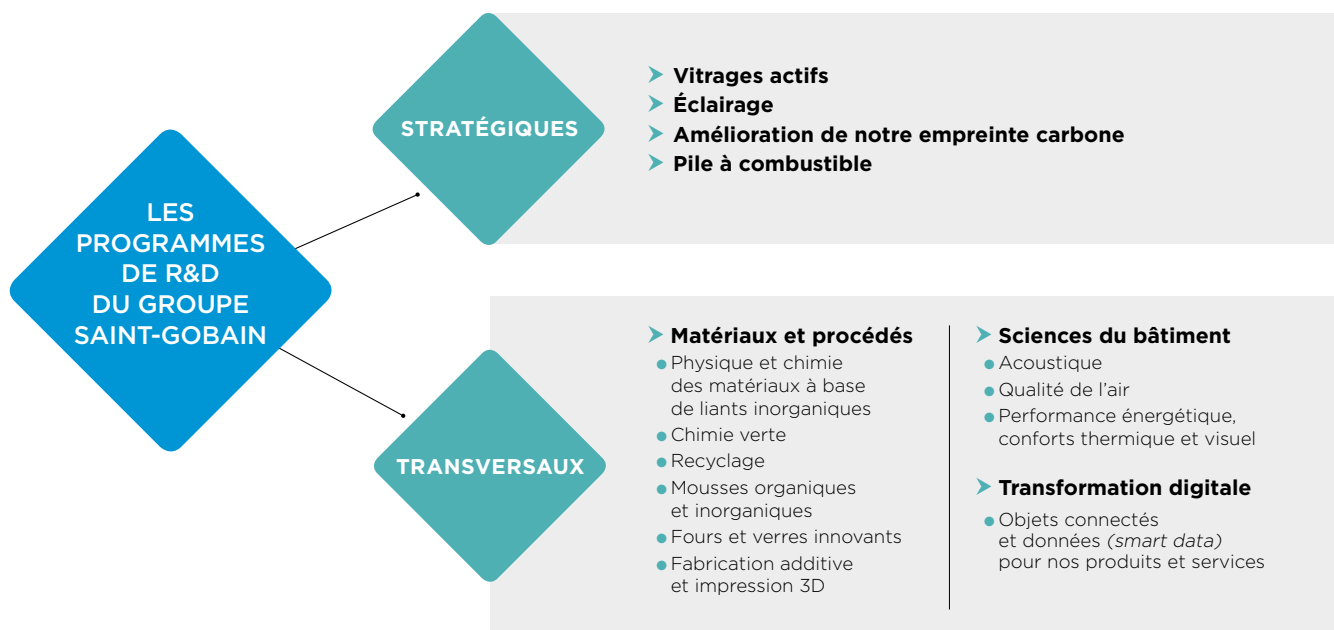 LES
PROGRAMMES
DE R&D
DU GROUPE
SAINT-GOBAIN
STRATÉGIQUES
Vitrages actifs
Éclairage
Amélioration de notre empreinte carbone
Pile à combustible
TRANSVERSAUX
Matériaux et procédés
Physique et chimie
des matériaux à base
de liants inorganiques
Chimie verte
Recyclage
Mousses organiques
et inorganiques
Fours et verres innovants
Fabrication additive
et impression 3D
Sciences du bâtiment
Acoustique
Qualité de l’air
Performance énergétique,
conforts thermique et visuel
Transformation digitale
Objets connectés
et données (smart data)
pour nos produits et services